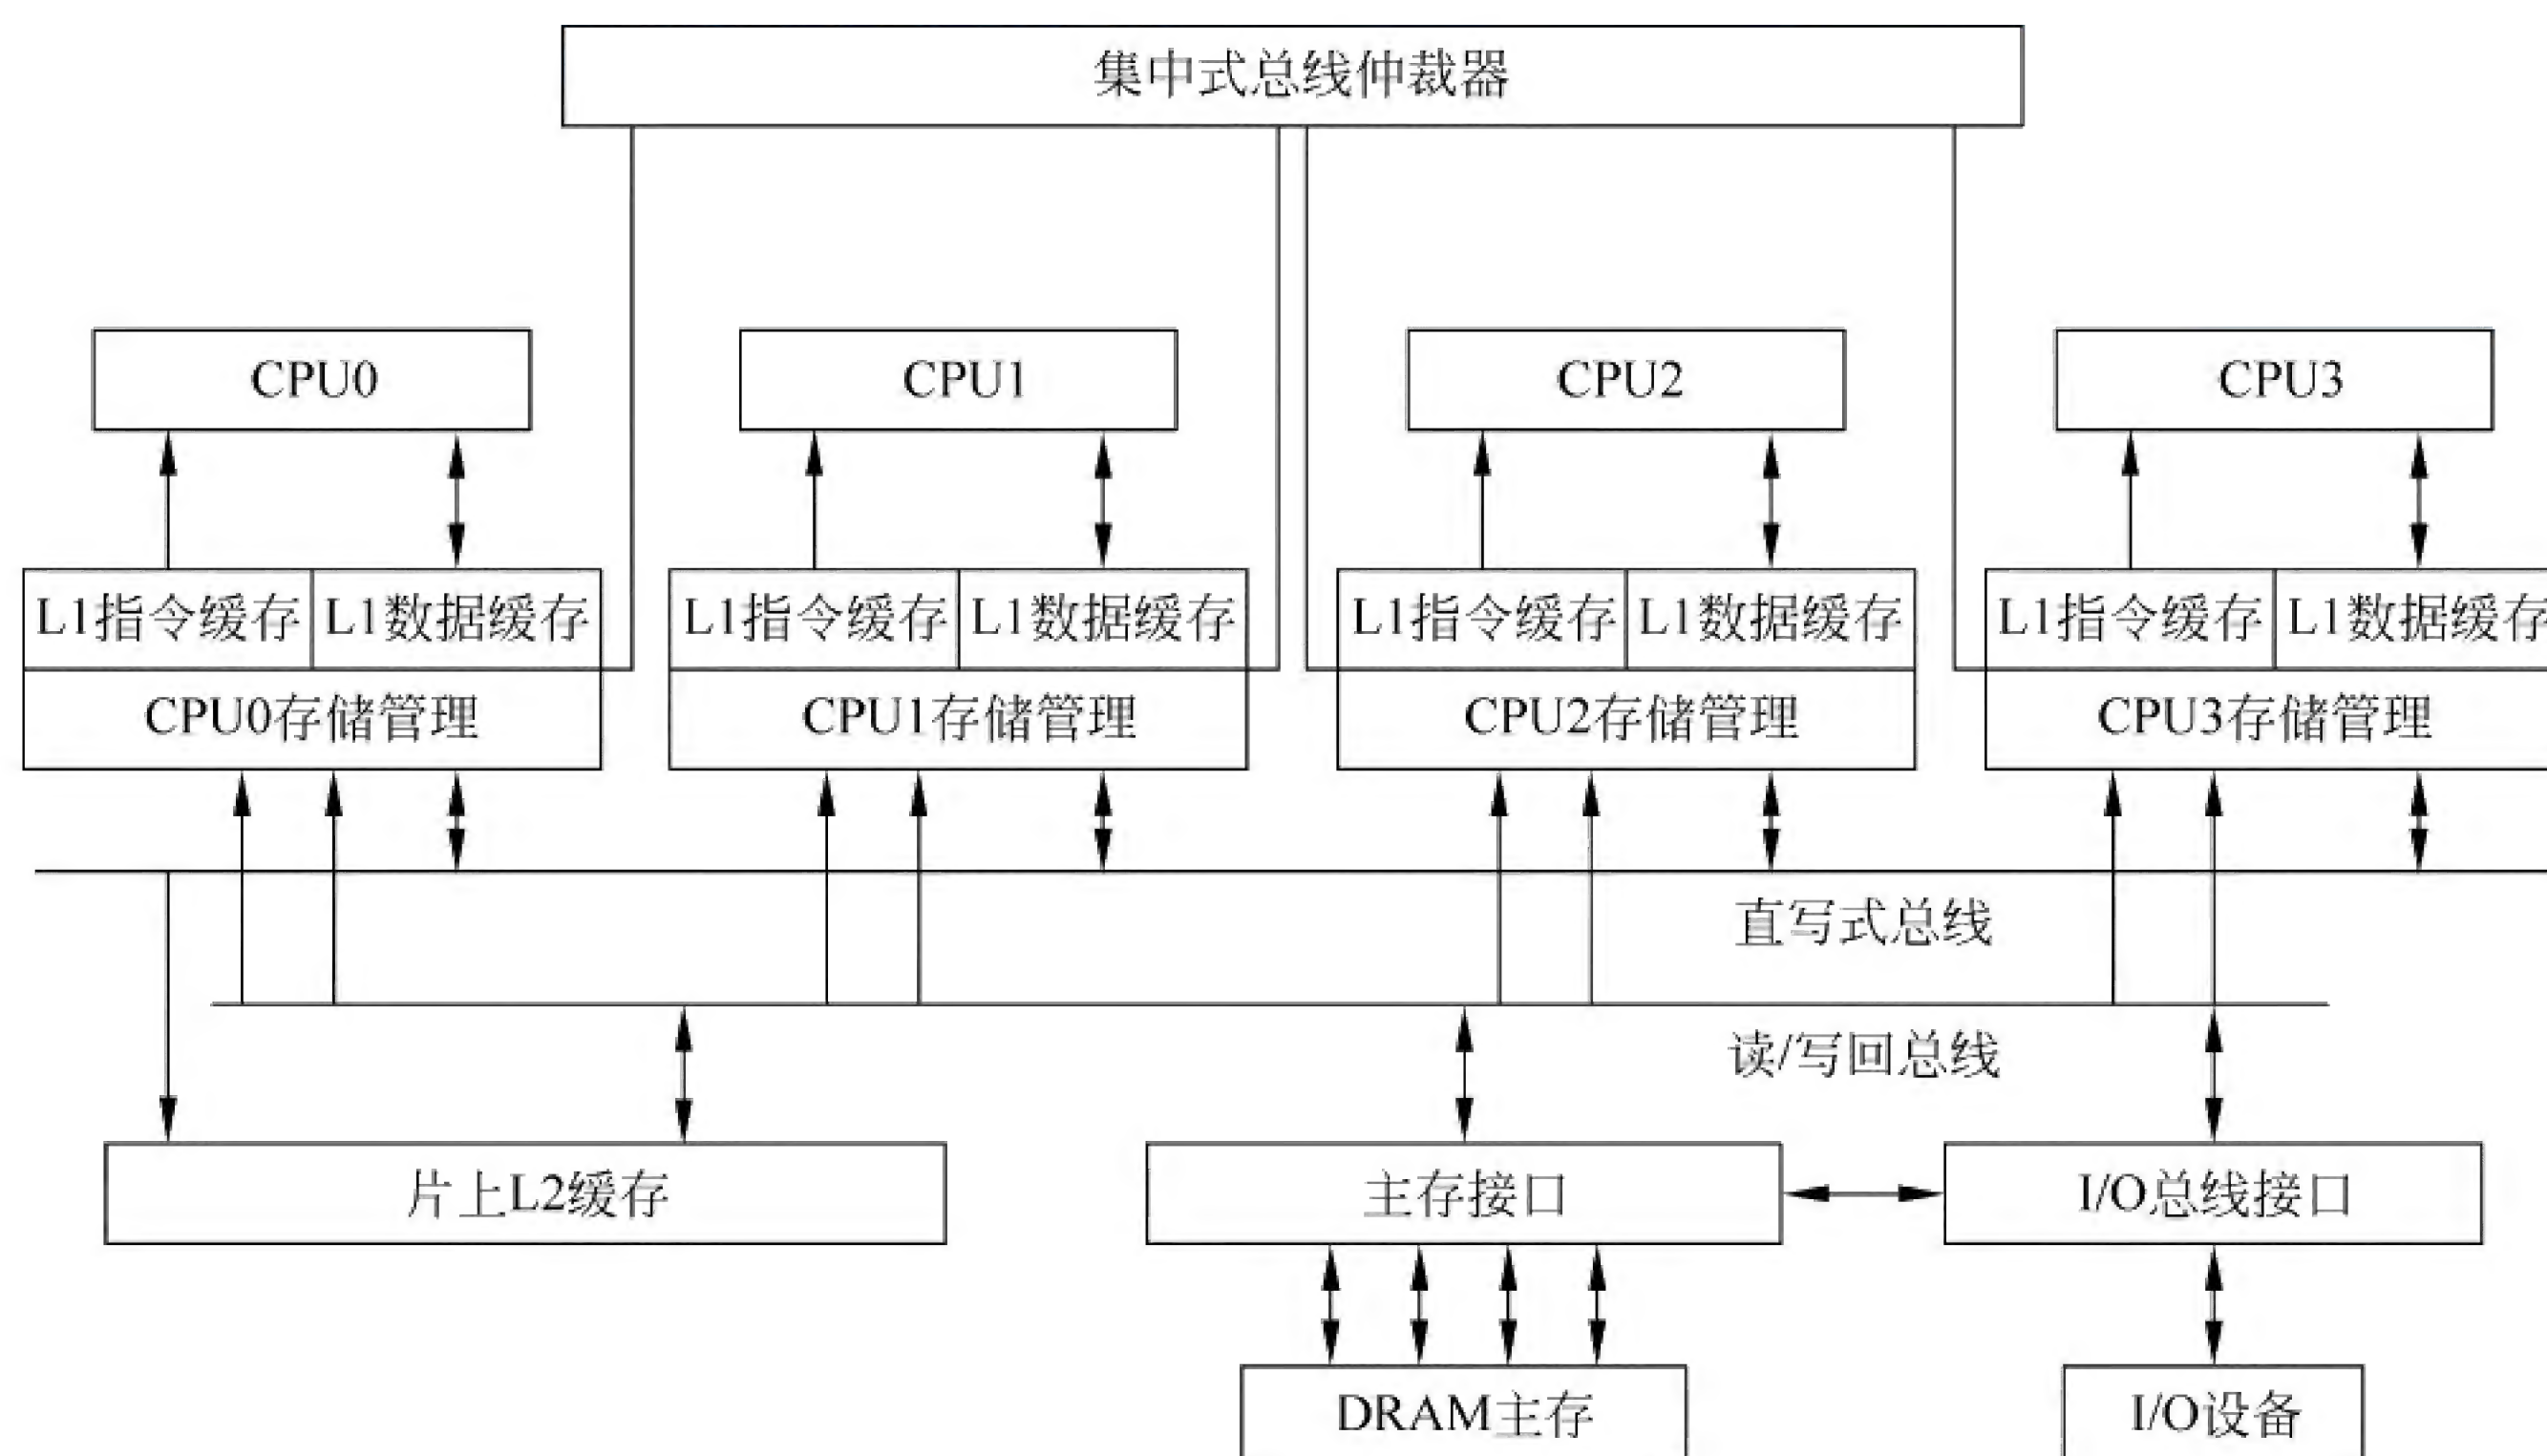 集中式总线仲裁器
CPU0
CPU1
CPU2
CPU3
L1指令缓存
L1数据缓存
L1指令缓存
L1数据缓存
L1指令缓存
L1数据缓存
L1指令缓存
L1数据缓存
CPU0存储管理
CPU1存储管理
CPU2存储管理
CPU3存储管理
直写式总线
读/写回总线
片上L2缓存
主存接口
I/O总线接口
DRAM主存
I/O设备